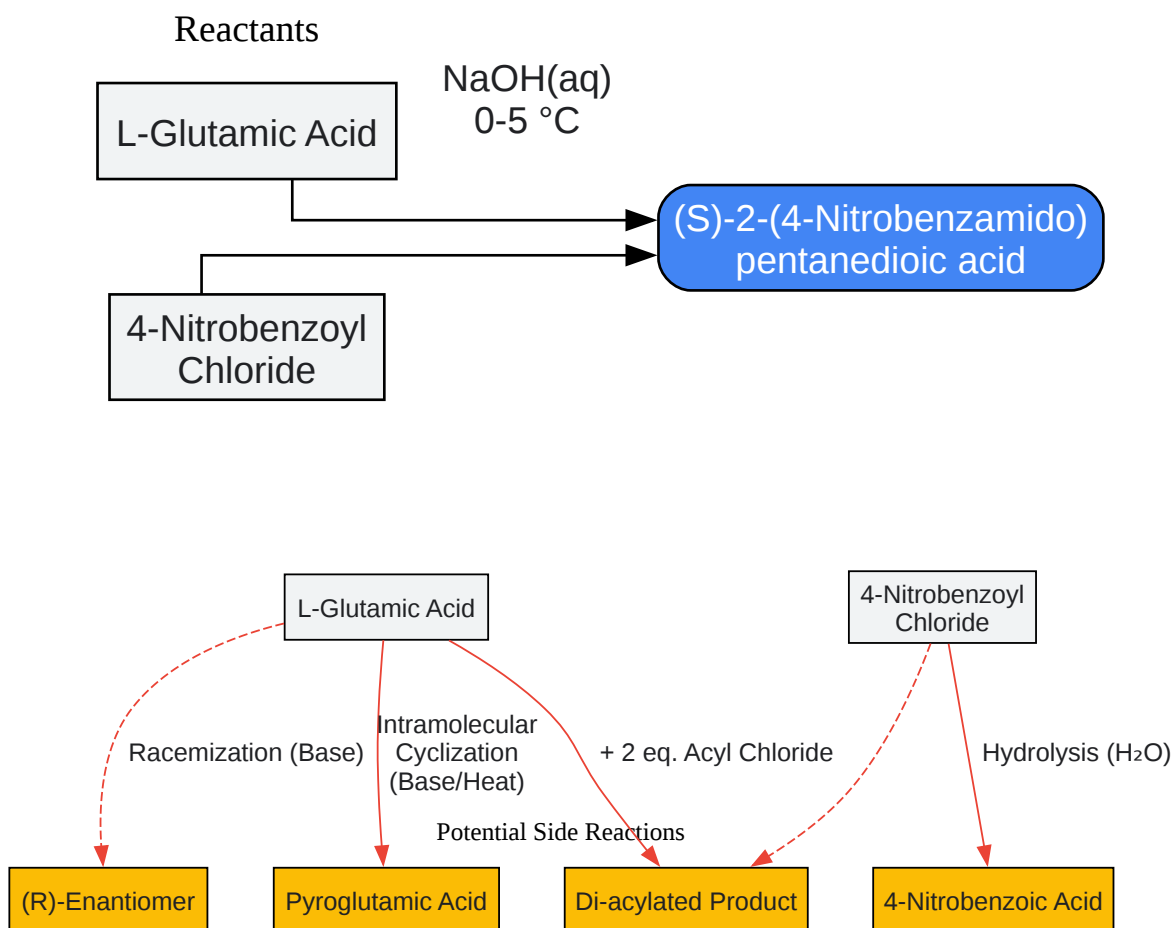 Reactants
NaOH(aq)
0-5 °C
L-Glutamic Acid
(S)-2-(4-Nitrobenzamido)
pentanedioic acid
4-Nitrobenzoyl
Chloride
L-Glutamic Acid
4-Nitrobenzoyl
Chloride
Racemization (Base)
Intramolecular
Cyclization
(Base/Heat)
+ 2 eq. Acyl Chloride
Hydrolysis (H₂O)
Potential Side Reactions
(R)-Enantiomer
Pyroglutamic Acid
Di-acylated Product
4-Nitrobenzoic Acid